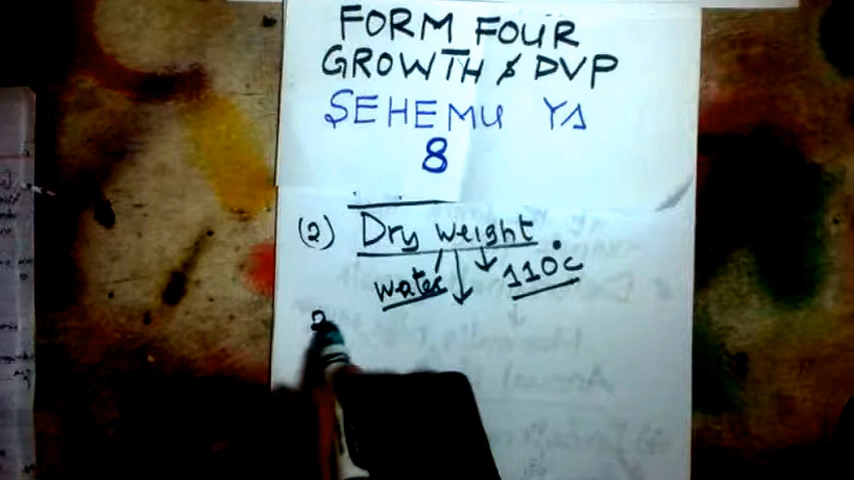 FORM FOUR
GROWTH & DVP
SEHEMU YA
8
(2) Dry weight
water 110°c